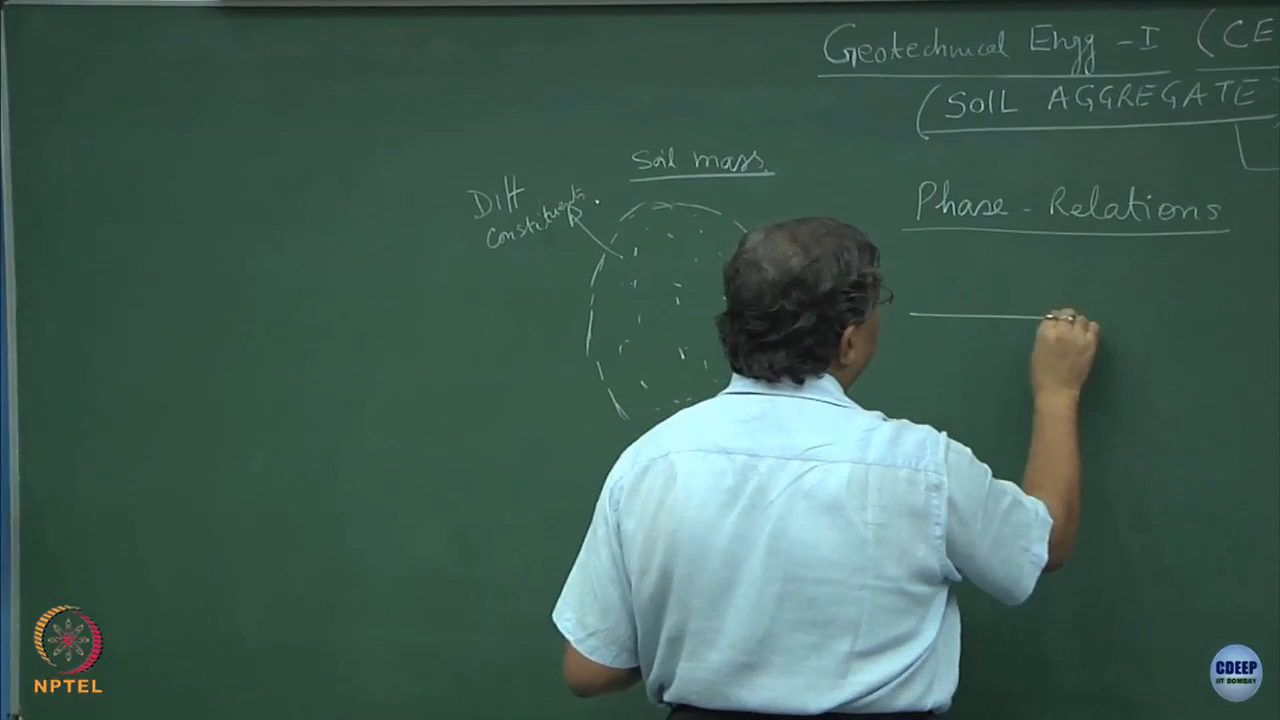 Geotechnical Engg - I (CE
(SOIL AGGREGATE)
Soil mass.
Phase - Relations
Diff
constituents.
NPTEL
CDEEP
IIT BOMBAY